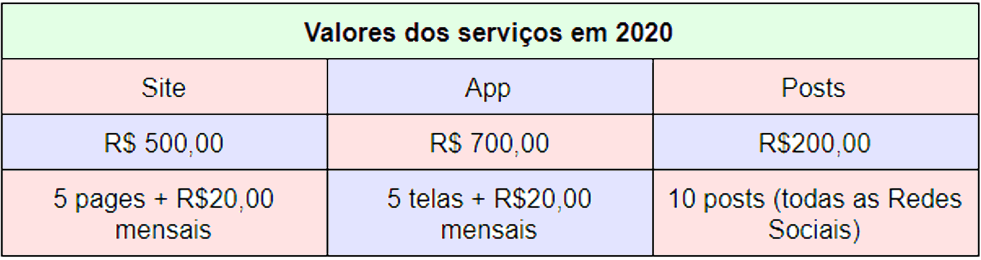 Valores dos serviços em 2020
Site App Posts
R$ 500,00 R$ 700,00 R$200,00
5 pages + R$20,00
mensais
5 telas + R$20,00
mensais
10 posts (todas as Redes
Sociais)